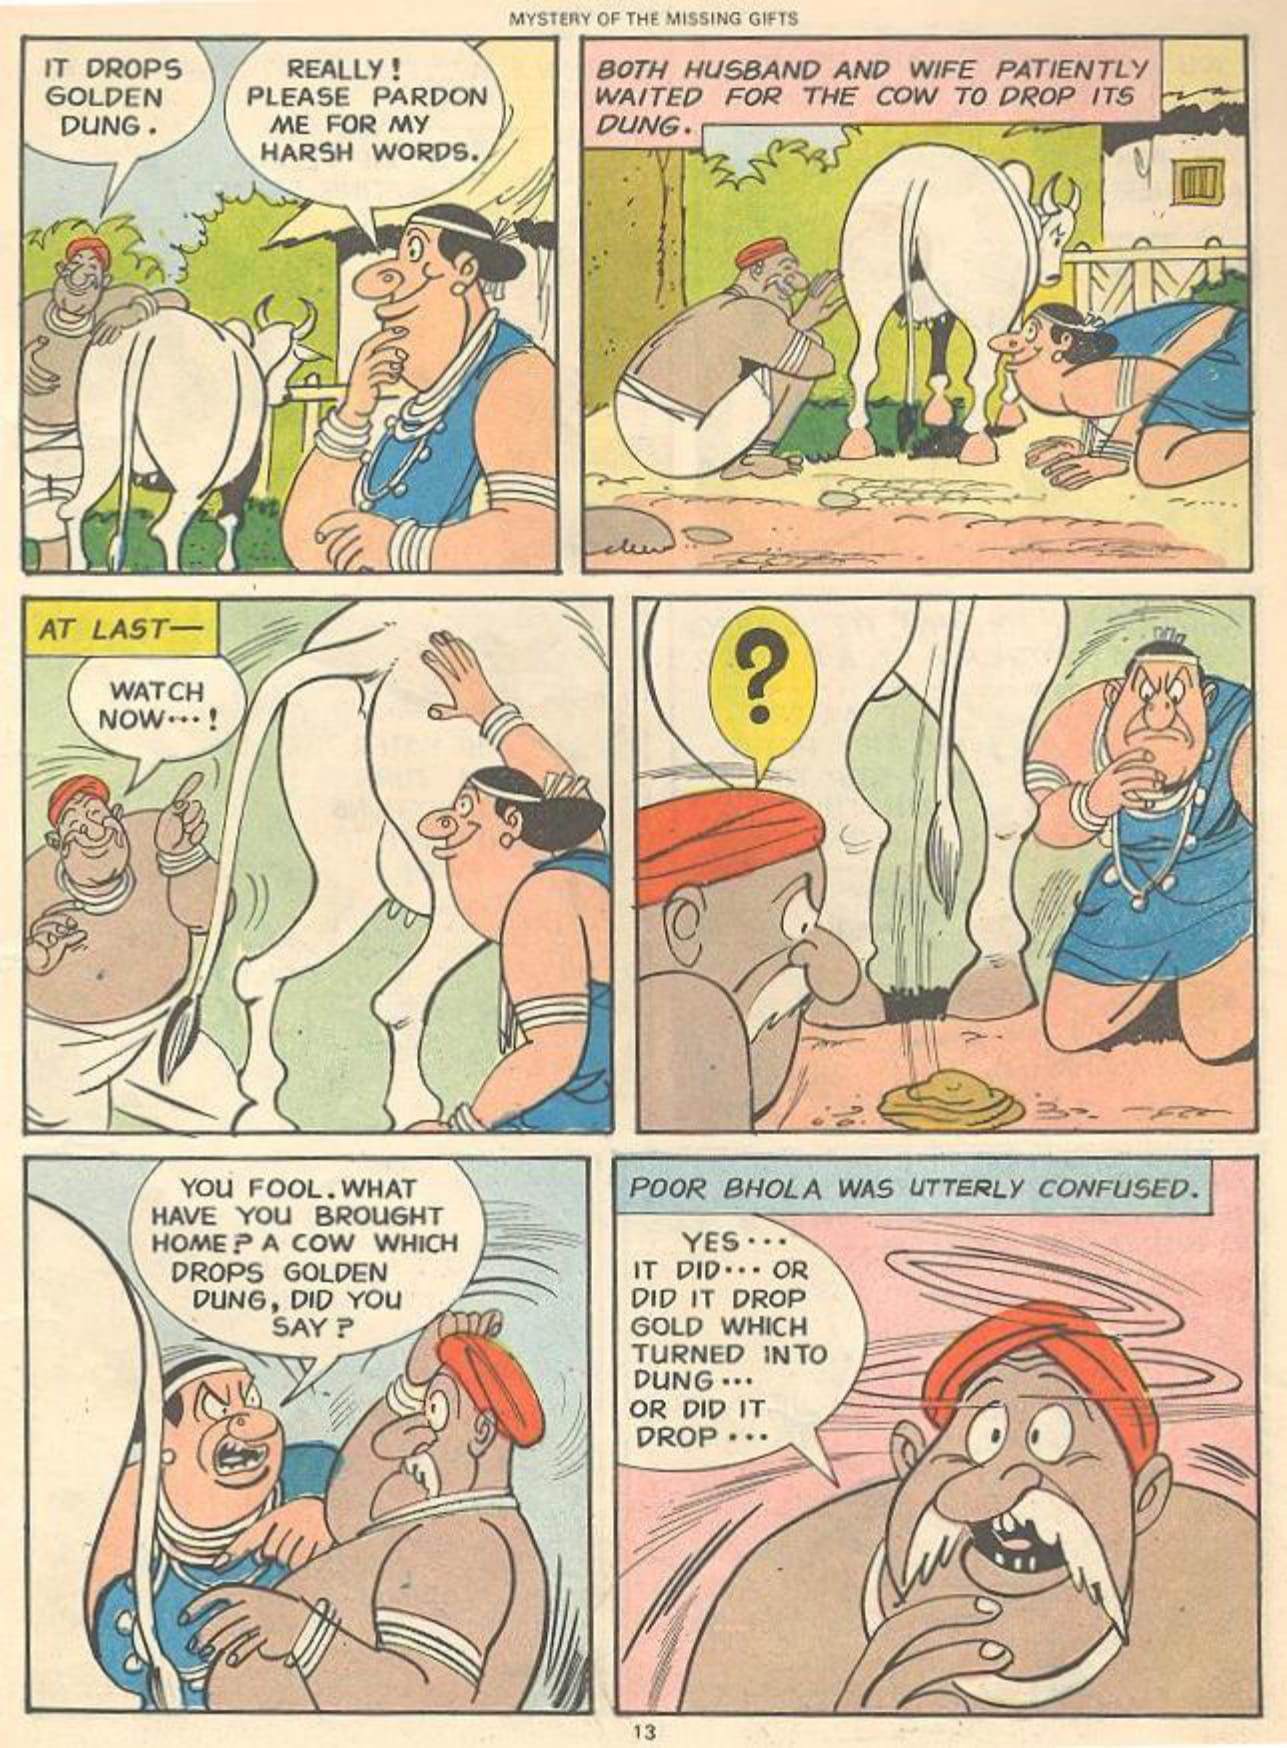 MYSTERY OF THE MISSING GIFTS
IT DROPS
GOLDEN
DUNG.
REALLY!
PLEASE PARDON
ME FOR MY
HARSH WORDS.
BOTH HUSBAND AND WIFE PATIENTLY
WAITED FOR THE COW TO DROP ITS
DUNG.
AT LAST—
WATCH
NOW...!
?
YOU FOOL. WHAT
HAVE YOU BROUGHT
HOME? A COW WHICH
DROPS GOLDEN
DUNG, DID YOU
SAY?
POOR BHOLA WAS UTTERLY CONFUSED.
YES...
IT DID... OR
DID IT DROP
GOLD WHICH
TURNED INTO
DUNG...
OR DID IT
DROP...
13